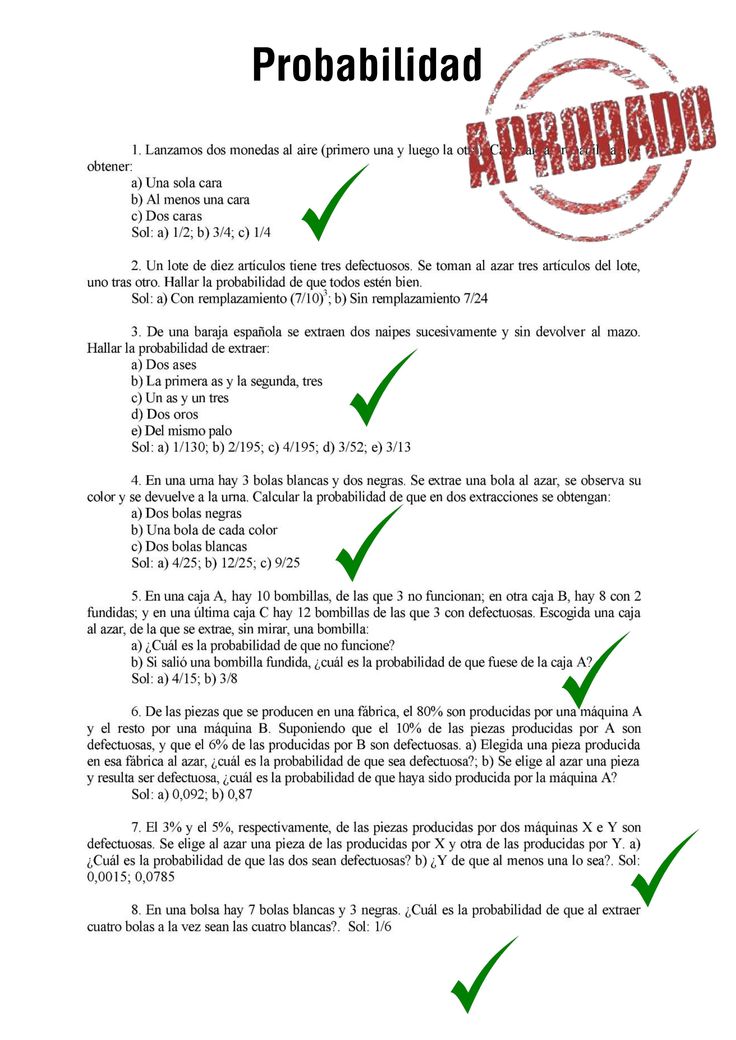 Probabilidad
APROBADO
1. Lanzamos dos monedas al aire (primero una y luego la
obtener:
a) Una sola cara
b) Al menos una cara
c) Dos caras
Sol: a) 1/2; b) 3/4; c) 1/4
2. Un lote de diez artículos tiene tres defectuosos. Se toman al azar tres artículos del lote,
uno tras otro. Hallar la probabilidad de que todos estén bien.
Sol: a) Con remplazamiento (7/10)³; b) Sin remplazamiento 7/24
3. De una baraja española se extraen dos naipes sucesivamente y sin devolver al mazo.
Hallar la probabilidad de extraer:
a) Dos ases
b) La primera as y la segunda, tres
c) Un as y un tres
d) Dos oros
e) Del mismo palo
Sol: a) 1/130; b) 2/195; c) 4/195; d) 3/52; e) 3/13
4. En una urna hay 3 bolas blancas y dos negras. Se extrae una bola al azar, se observa su
color y se devuelve a la urna. Calcular la probabilidad de que en dos extracciones se obtengan:
a) Dos bolas negras
b) Una bola de cada color
c) Dos bolas blancas
Sol: a) 4/25; b) 12/25; c) 9/25
5. En una caja A, hay 10 bombillas, de las que 3 no funcionan; en otra caja B, hay 8 con 2
fundidas; y en una última caja C hay 12 bombillas de las que 3 con defectuosas. Escogida una caja
al azar, de la que se extrae, sin mirar, una bombilla:
a) ¿Cuál es la probabilidad de que no funcione?
b) Si salió una bombilla fundida, ¿cuál es la probabilidad de que fuese de la caja A?
Sol: a) 4/15; b) 3/8
6. De las piezas que se producen en una fábrica, el 80% son producidas por una máquina A
y el resto por una máquina B. Suponiendo que el 10% de las piezas producidas por A son
defectuosas, y que el 6% de las producidas por B son defectuosas. a) Elegida una pieza producida
en esa fábrica al azar, ¿cuál es la probabilidad de que sea defectuosa?; b) Se elige al azar una pieza
y resulta ser defectuosa, ¿cuál es la probabilidad de que haya sido producida por la máquina A?
Sol: a) 0,092; b) 0,87
7. El 3% y el 5%, respectivamente, de las piezas producidas por dos máquinas X e Y son
defectuosas. Se elige al azar una pieza de las producidas por X y otra de las producidas por Y. a)
¿Cuál es la probabilidad de que las dos sean defectuosas? b) ¿Y de que al menos una lo sea?. Sol:
0,0015; 0,0785
8. En una bolsa hay 7 bolas blancas y 3 negras. ¿Cuál es la probabilidad de que al extraer
cuatro bolas a la vez sean las cuatro blancas?. Sol: 1/6